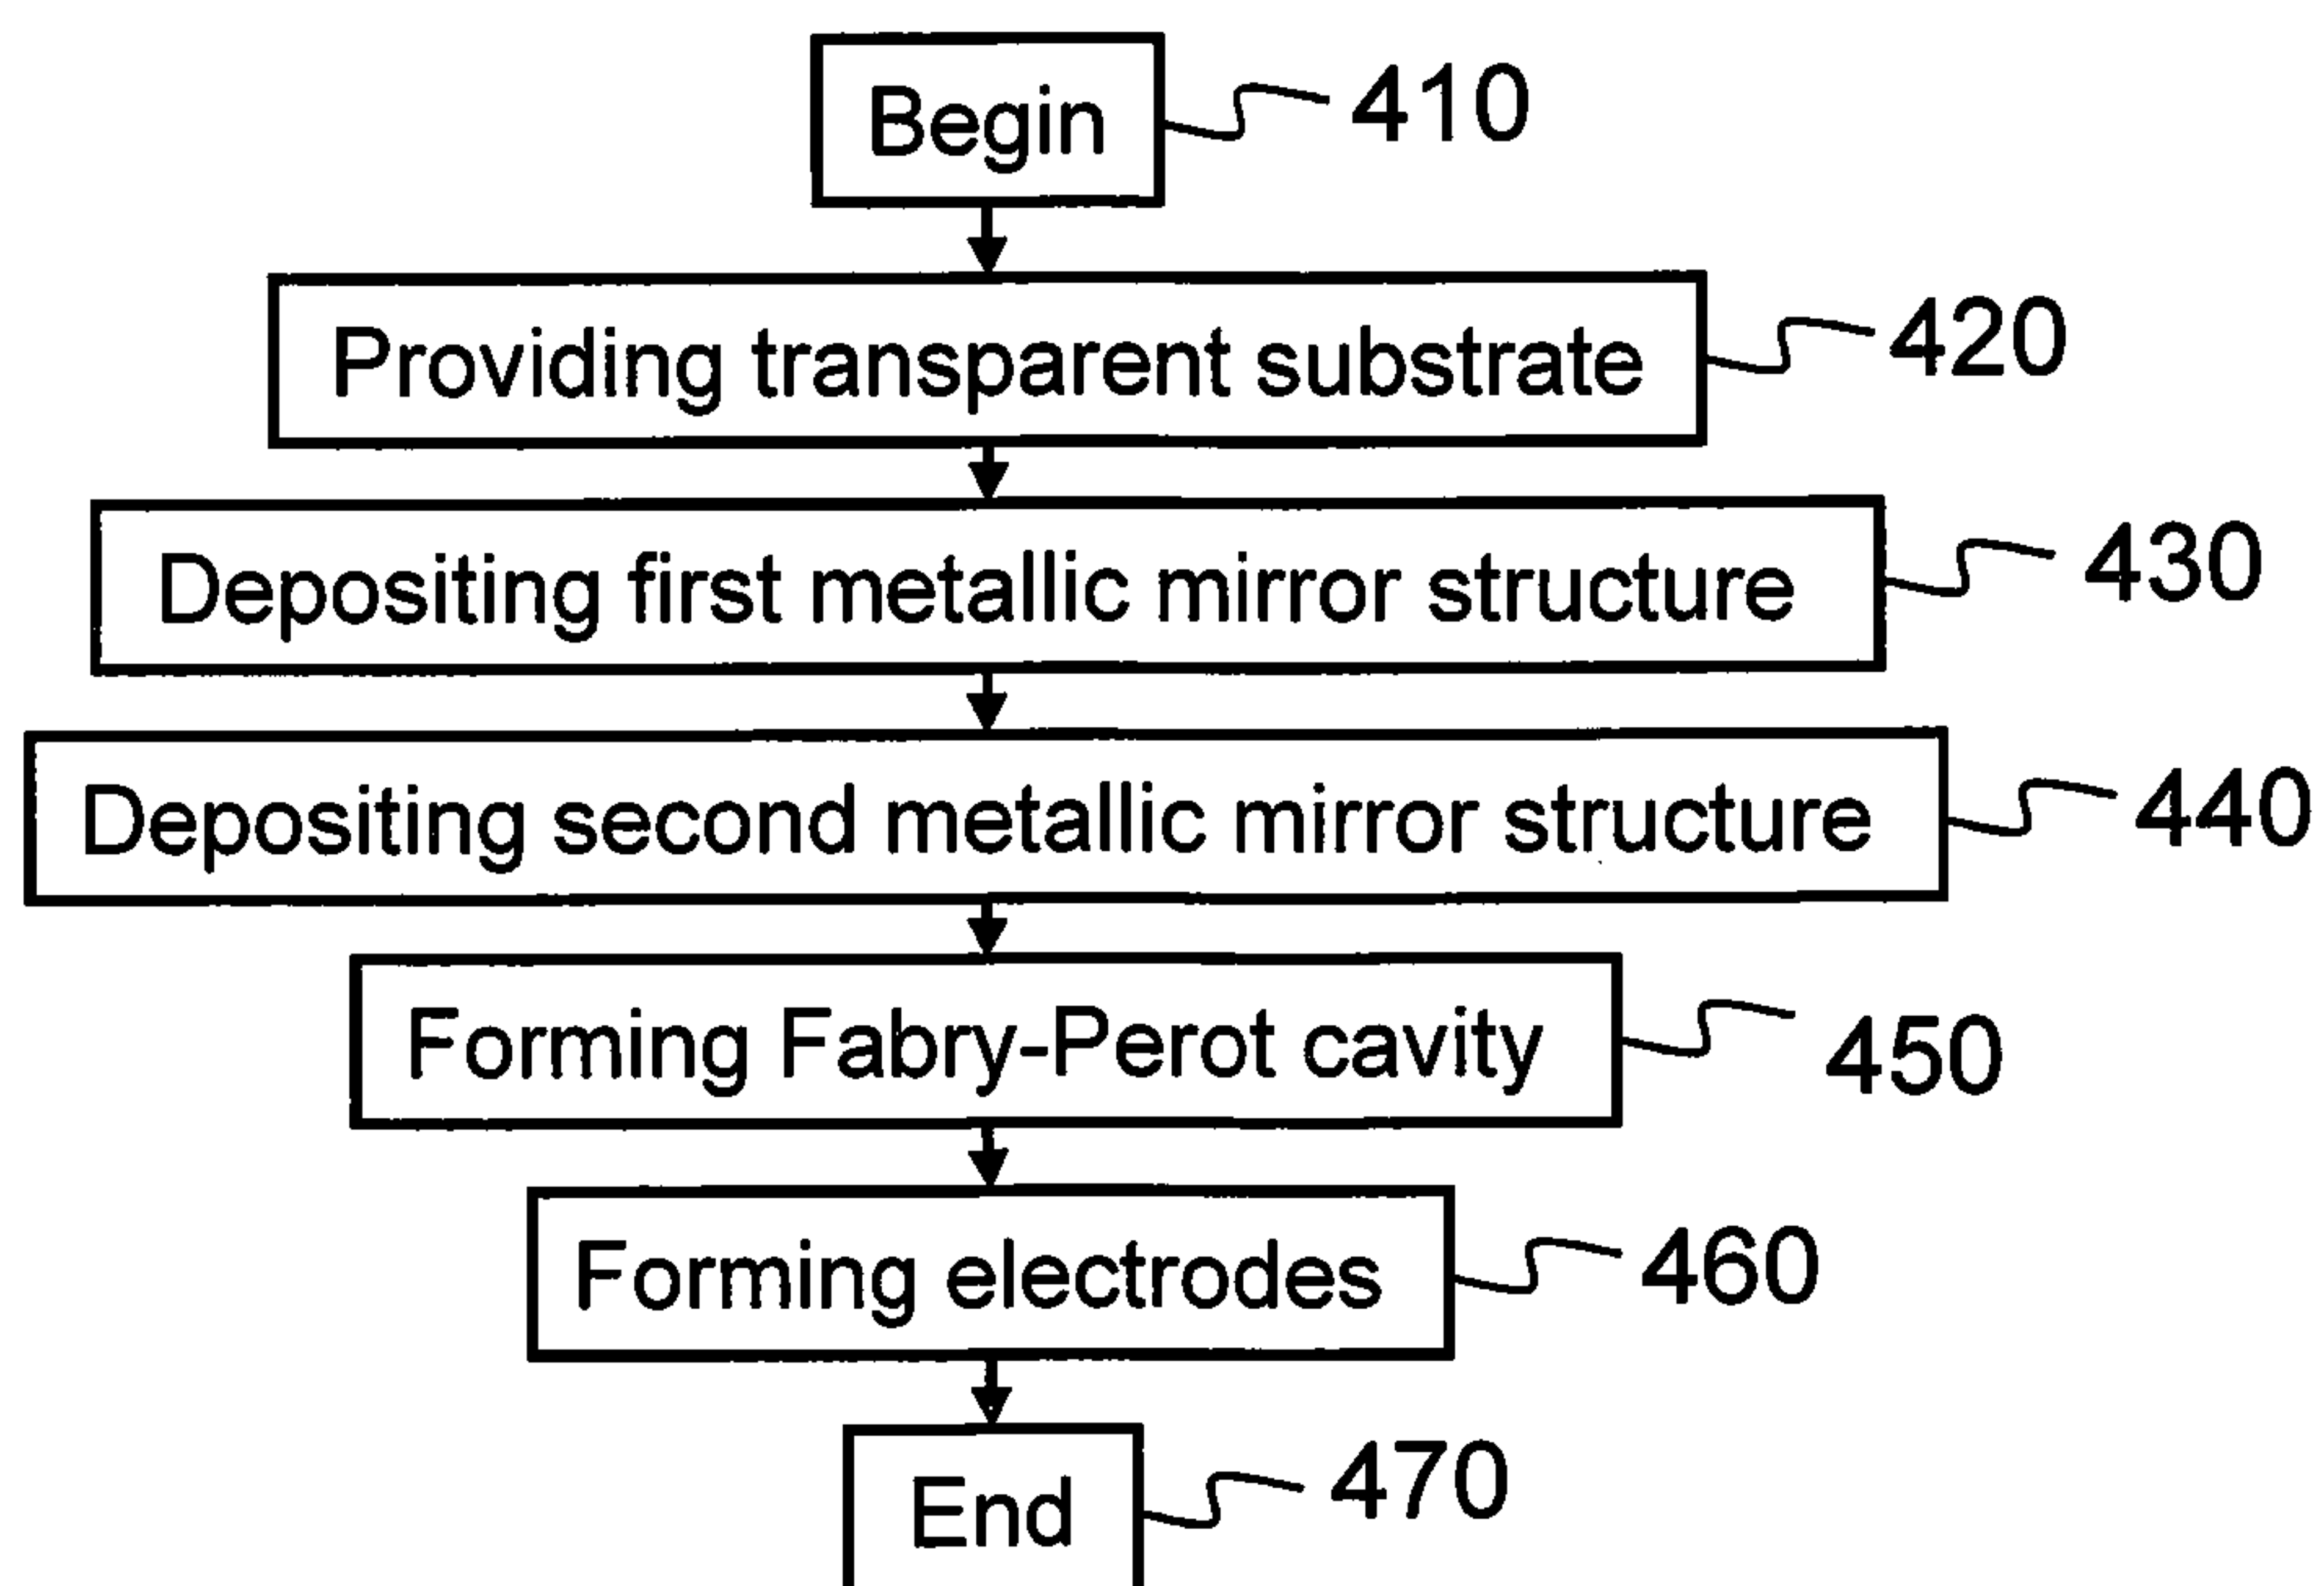 Begin 410
Providing transparent substrate 420
Depositing first metallic mirror structure 430
Depositing second metallic mirror structure 440
Forming Fabry-Perot cavity 450
Forming electrodes 460
End 470